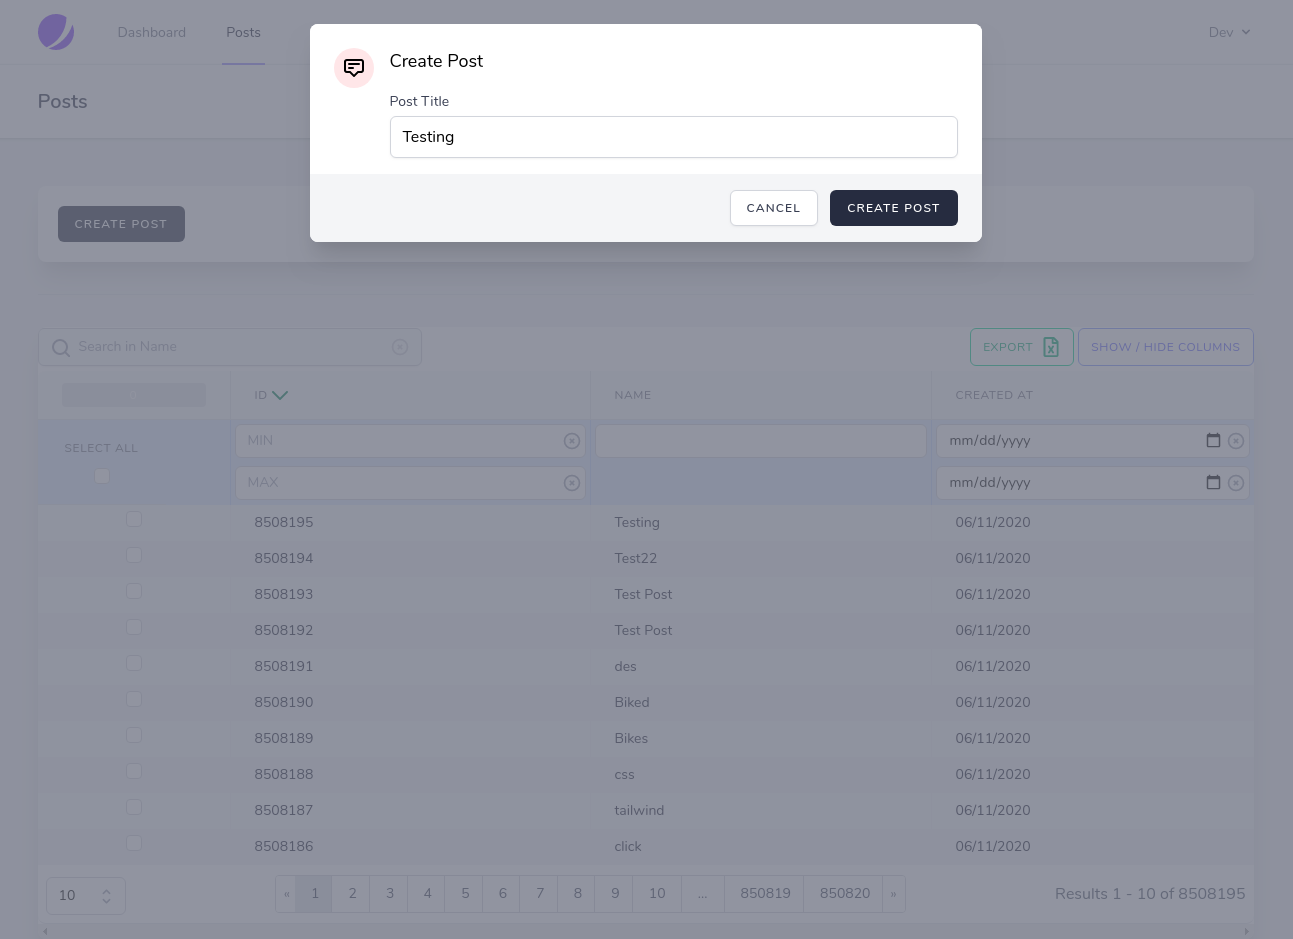 Dashboard Posts Dev
Posts
Create Post
Post Title
Testing
CANCEL CREATE POST
CREATE POST
Search in Name
EXPORT SHOW / HIDE COLUMNS
ID NAME CREATED AT
SELECT ALL
MIN mm/dd/yyyy
MAX mm/dd/yyyy
8508195 Testing 06/11/2020
8508194 Test22 06/11/2020
8508193 Test Post 06/11/2020
8508192 Test Post 06/11/2020
8508191 des 06/11/2020
8508190 Biked 06/11/2020
8508189 Bikes 06/11/2020
8508188 css 06/11/2020
8508187 tailwind 06/11/2020
8508186 click 06/11/2020
10 « 1 2 3 4 5 6 7 8 9 10 ... 850819 850820 » Results 1 - 10 of 8508195